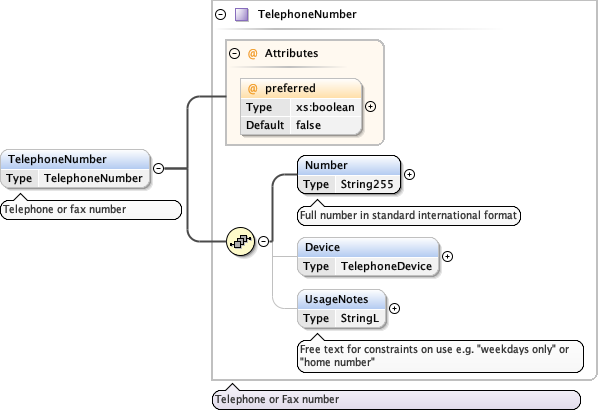 TelephoneNumber
@ Attributes
@ preferred
Type xs:boolean
Default false
TelephoneNumber
Type TelephoneNumber
Telephone or fax number
Number
Type String255
Full number in standard international format
Device
Type TelephoneDevice
UsageNotes
Type StringL
Free text for constraints on use e.g. "weekdays only" or
"home number"
Telephone or Fax number